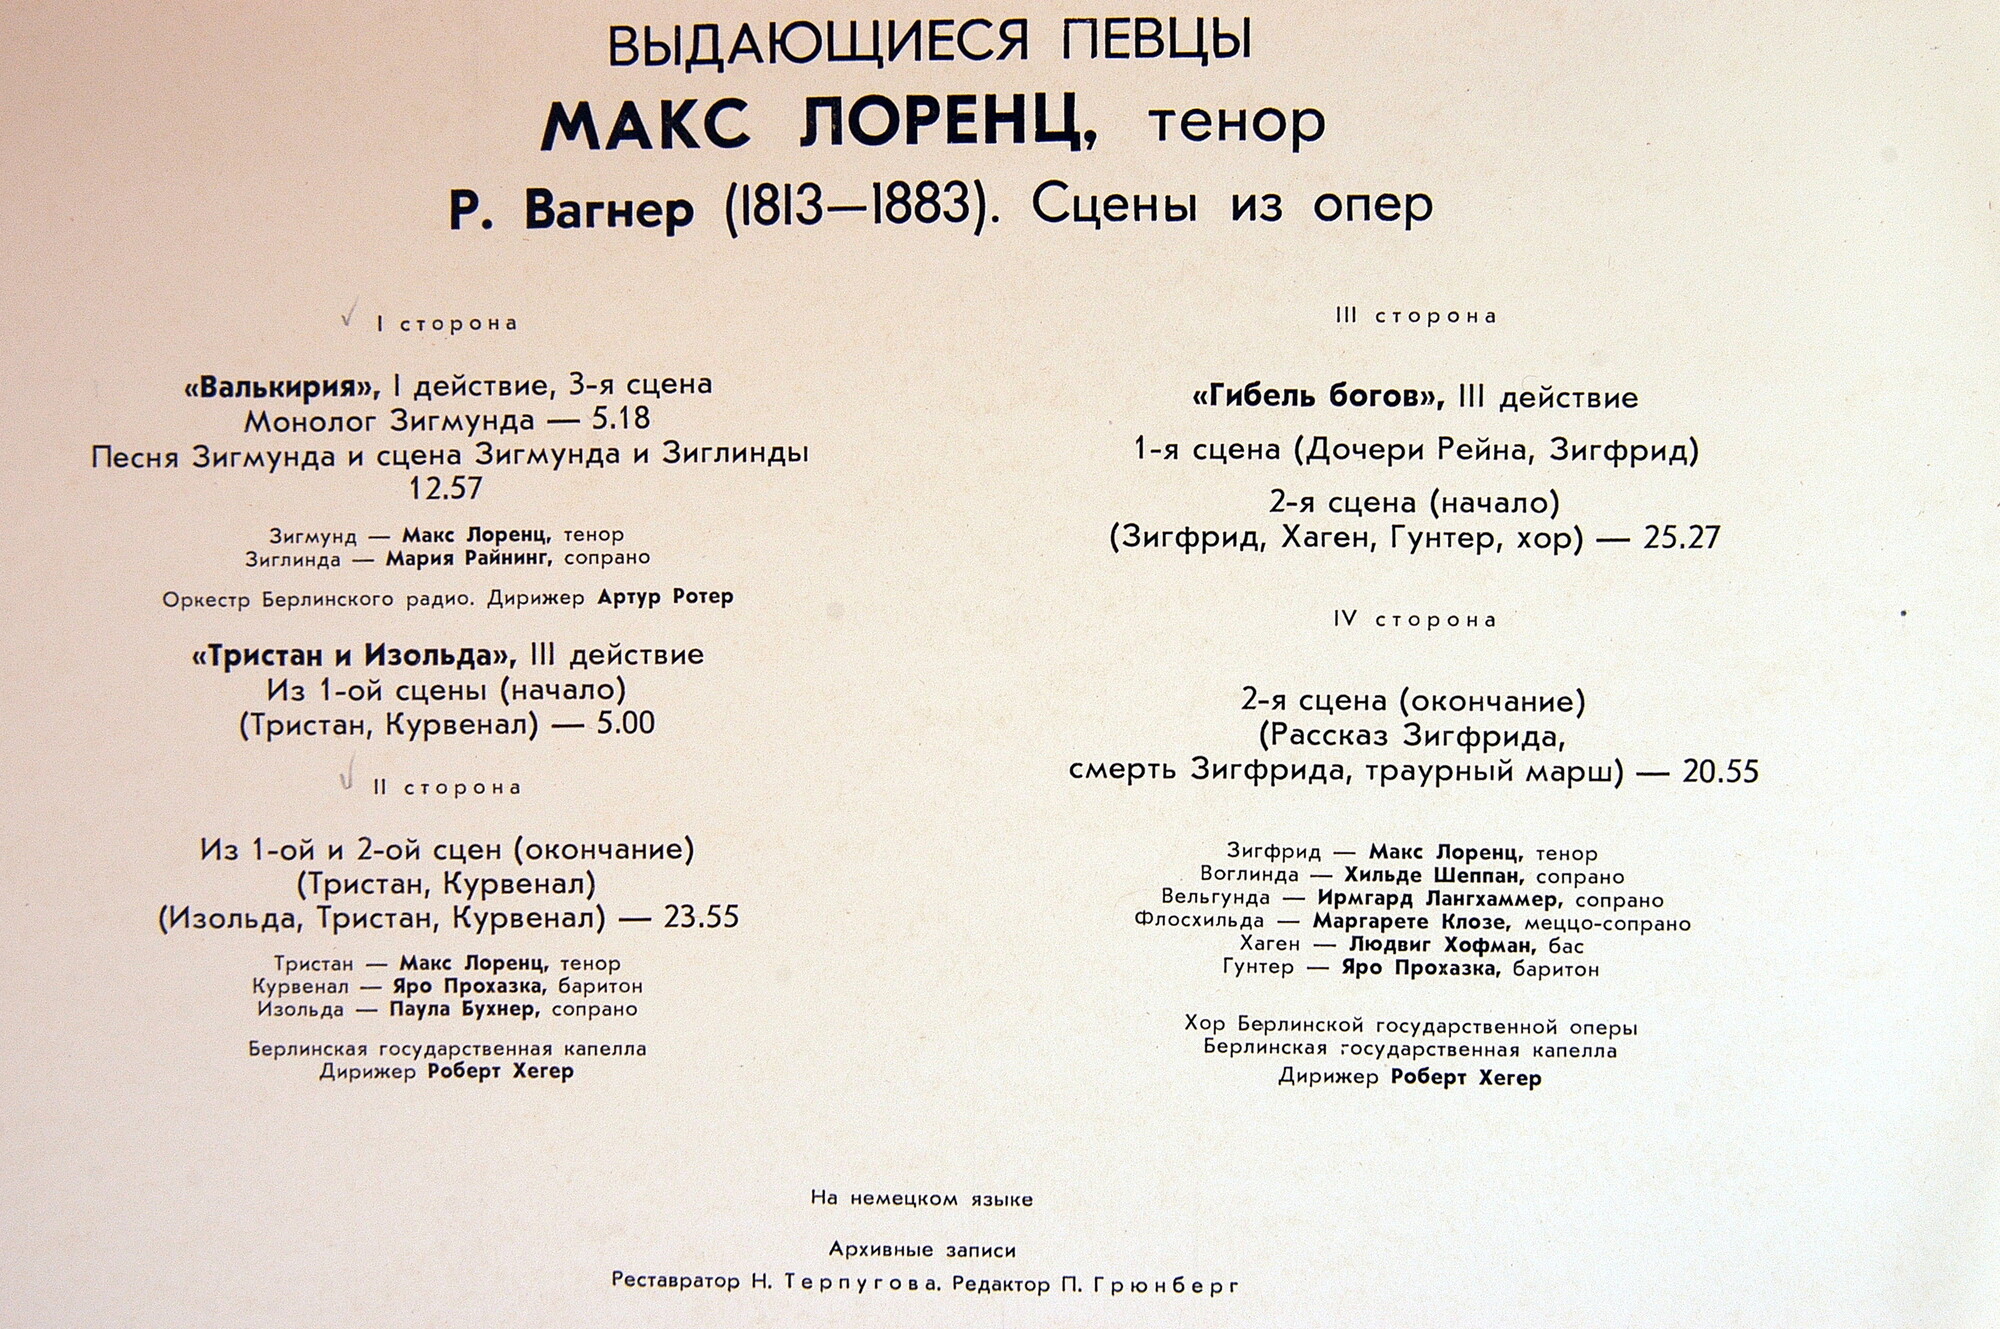 ВЫДАЮЩИЕСЯ ПЕВЦЫ
МАКС ЛОРЕНЦ, тенор
Р. Вагнер (1813—1883). Сцены из опер
I сторона
«Валькирия», I действие, 3-я сцена
Монолог Зигмунда — 5.18
Песня Зигмунда и сцена Зигмунда и Зиглинды
12.57
Зигмунд — Макс Лоренц, тенор
Зиглинда — Мария Райнинг, сопрано
Оркестр Берлинского радио. Дирижер Артур Ротер
«Тристан и Изольда», III действие
Из 1-ой сцены (начало)
(Тристан, Курвенал) — 5.00
II сторона
Из 1-ой и 2-ой сцен (окончание)
(Тристан, Курвенал)
(Изольда, Тристан, Курвенал) — 23.55
Тристан — Макс Лоренц, тенор
Курвенал — Яро Прохазка, баритон
Изольда — Паула Бухнер, сопрано
Берлинская государственная капелла
Дирижер Роберт Хегер
III сторона
«Гибель богов», III действие
1-я сцена (Дочери Рейна, Зигфрид)
2-я сцена (начало)
(Зигфрид, Хаген, Гунтер, хор) — 25.27
IV сторона
2-я сцена (окончание)
(Рассказ Зигфрида,
смерть Зигфрида, траурный марш) — 20.55
Зигфрид — Макс Лоренц, тенор
Воглинда — Хильде Шеппан, сопрано
Вельгунда — Ирмгард Лангхаммер, сопрано
Флосхильда — Маргарете Клозе, меццо-сопрано
Хаген — Людвиг Хофман, бас
Гунтер — Яро Прохазка, баритон
Хор Берлинской государственной оперы
Берлинская государственная капелла
Дирижер Роберт Хегер
На немецком языке
Архивные записи
Реставратор Н. Терпугова. Редактор П. Грюнберг